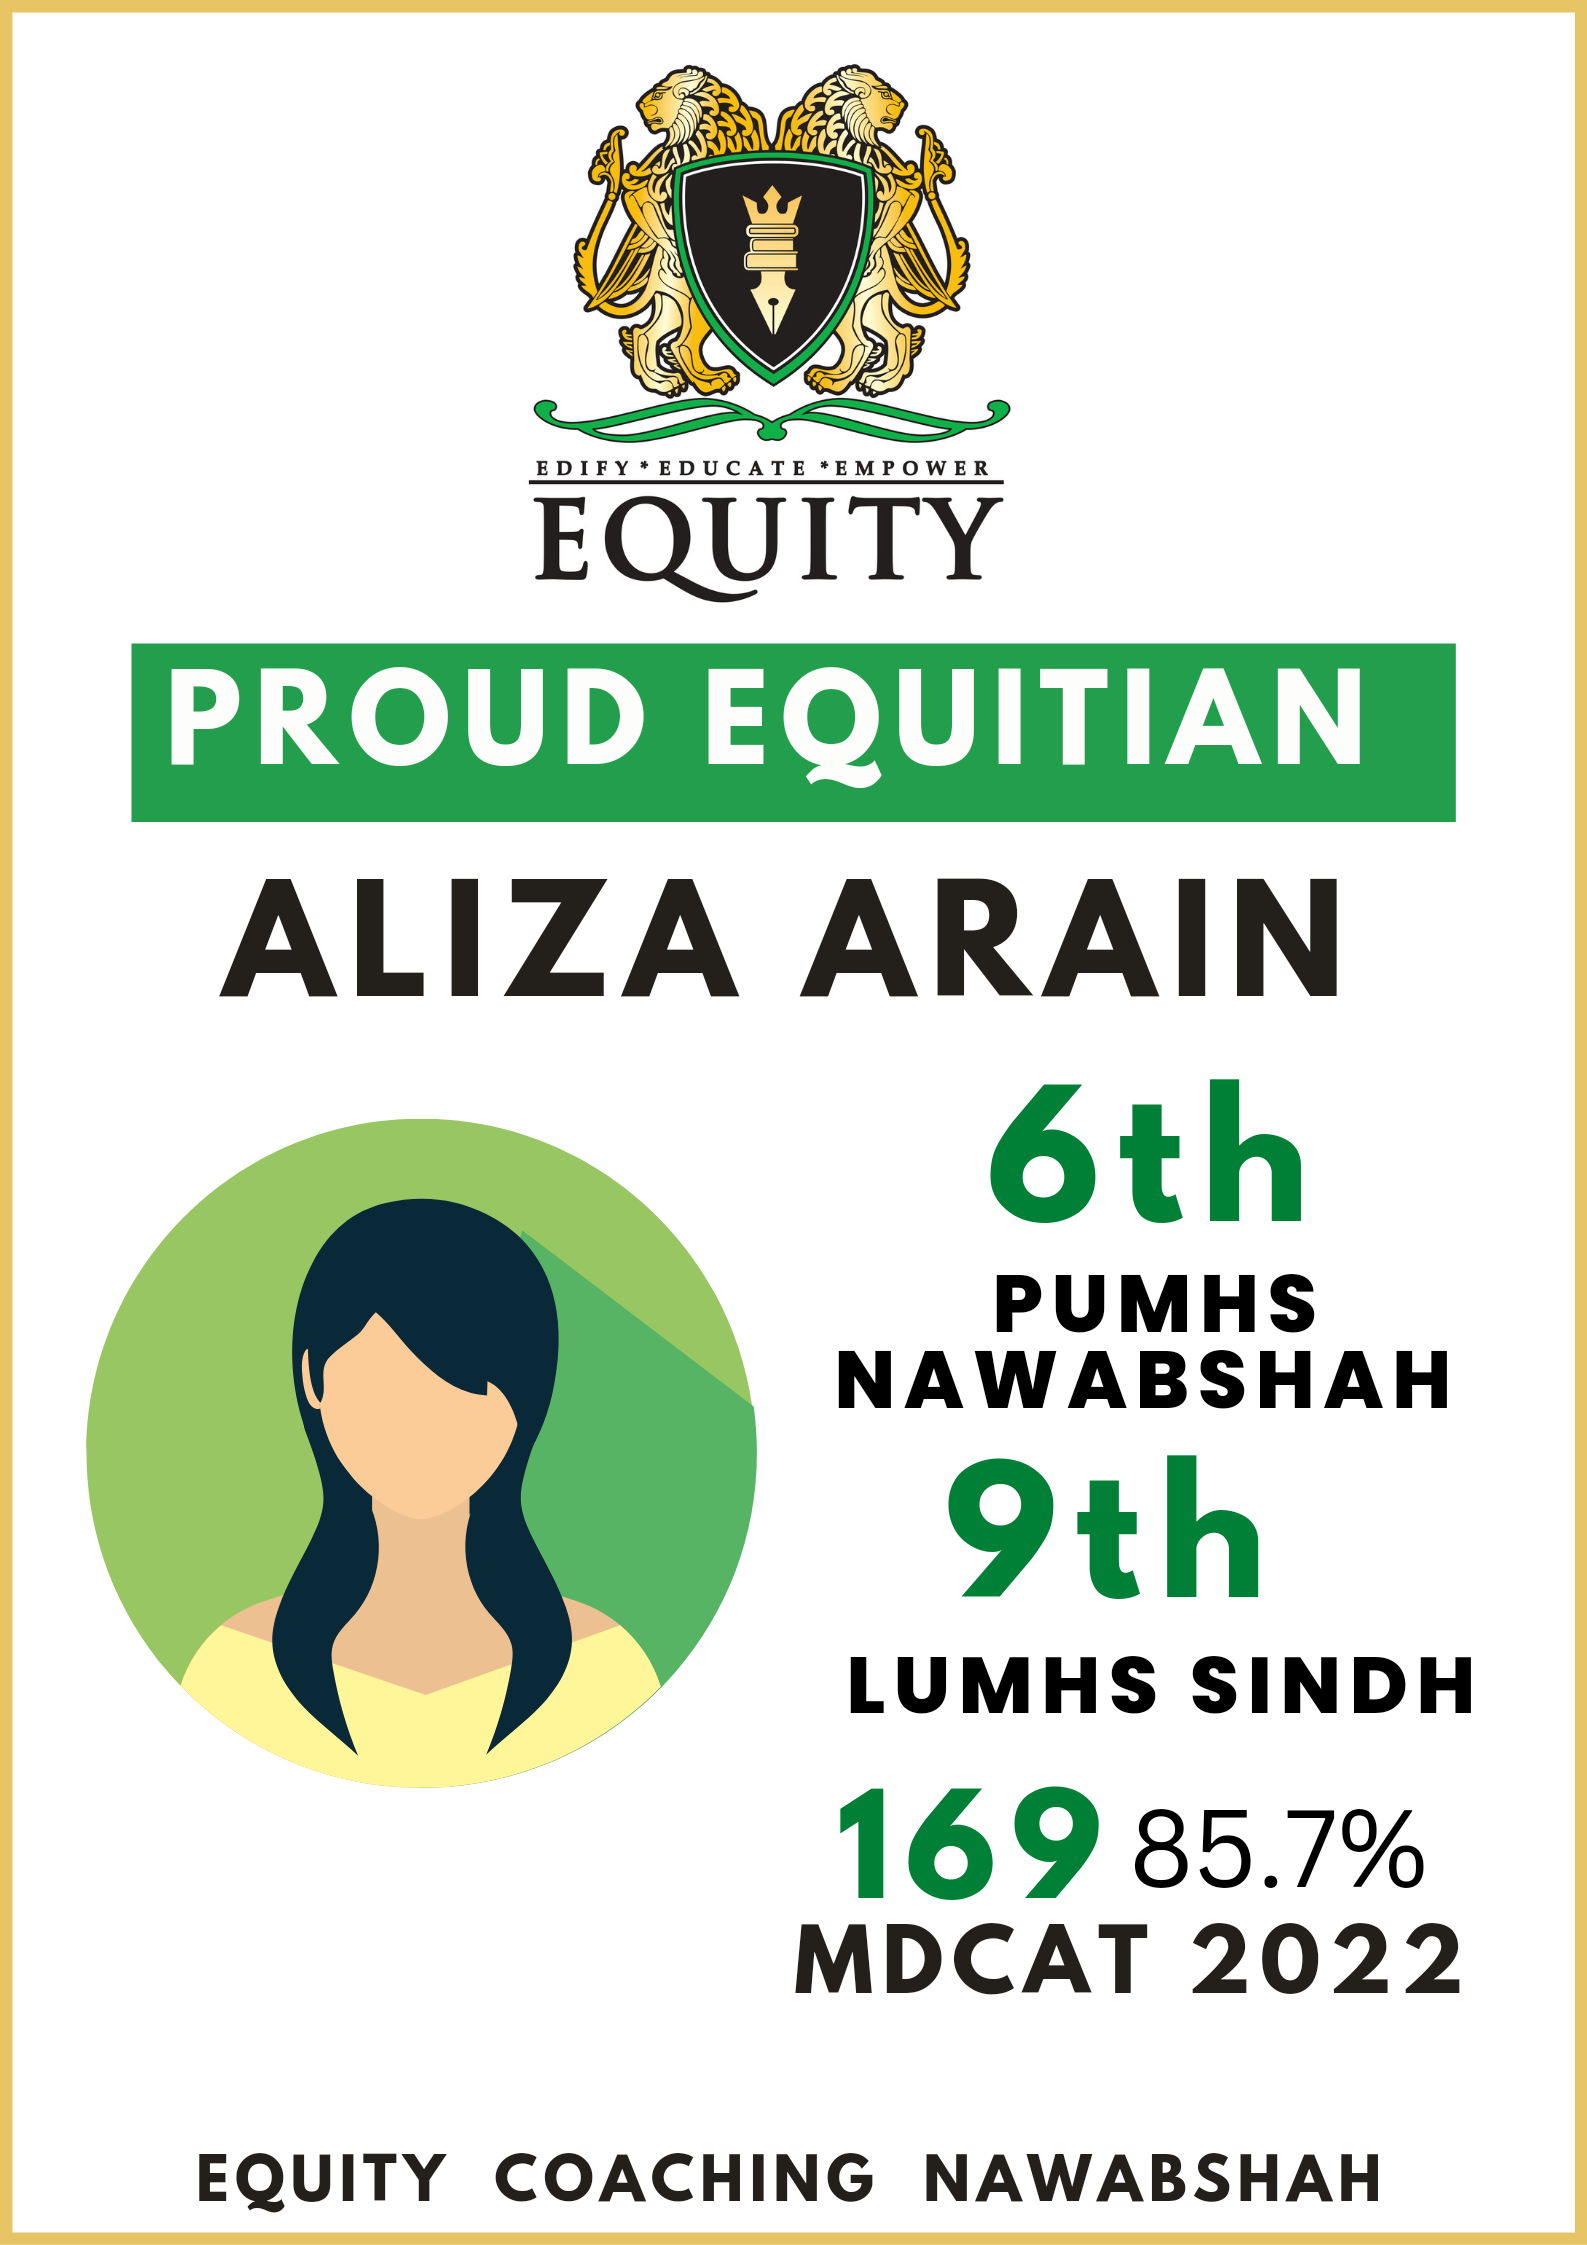 EDIFY * EDUCATE * EMPOWER
EQUITY
PROUD EQUITIAN
ALIZA ARAIN
6th
PUMHS
NAWABSHAH
9th
LUMHS SINDH
169 85.7%
MDCAT 2022
EQUITY COACHING NAWABSHAH